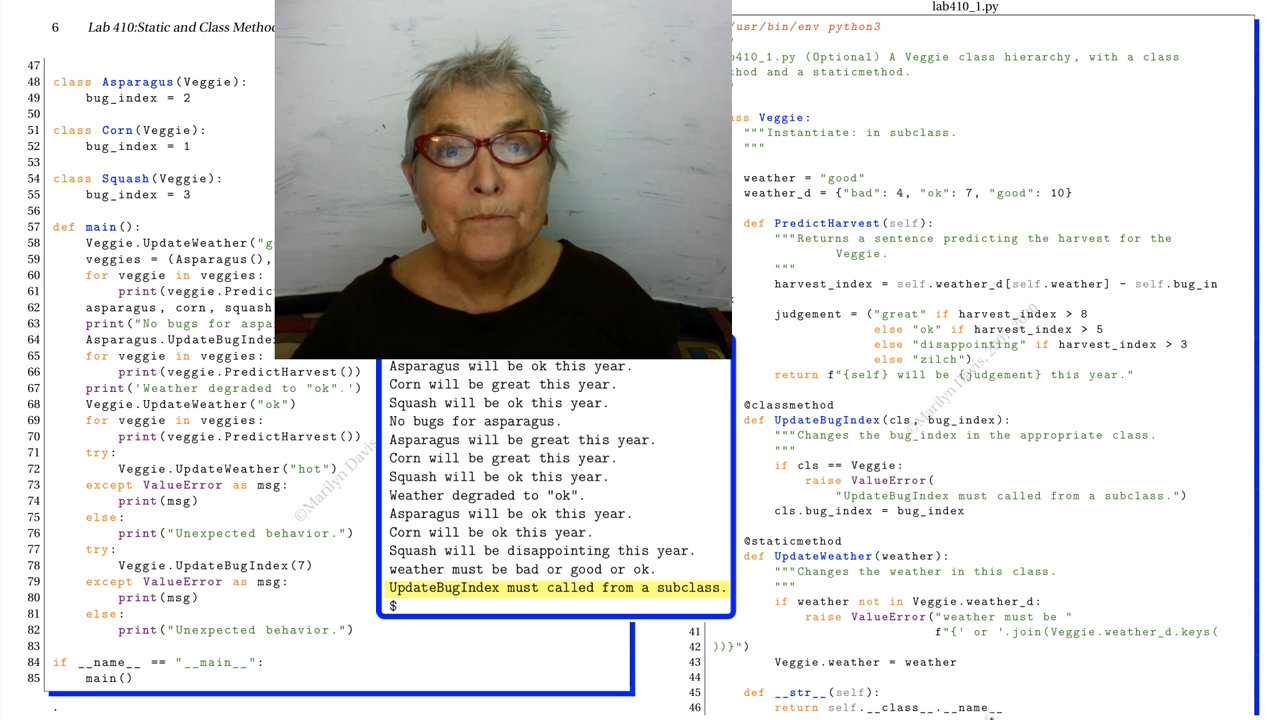 6 Lab 410:Static and Class Metho
47
48 class Asparagus(Veggie):
49 bug_index = 2
50
51 class Corn(Veggie):
52 bug_index = 1
53
54 class Squash(Veggie):
55 bug_index = 3
56
57 def main():
58 Veggie.UpdateWeather("g
59 veggies = (Asparagus(),
60 for veggie in veggies:
61 print(veggie.Predic
62 asparagus, corn, squash
63 print("No bugs for aspa
64 Asparagus.UpdateBugInde
65 for veggie in veggies:
66 print(veggie.PredictHarvest())
67 print('Weather degraded to "ok".')
68 Veggie.UpdateWeather("ok")
69 for veggie in veggies:
70 print(veggie.PredictHarvest())
71 try:
72 Veggie.UpdateWeather("hot")
73 except ValueError as msg:
74 print(msg)
75 else:
76 print("Unexpected behavior.")
77 try:
78 Veggie.UpdateBugIndex(7)
79 except ValueError as msg:
80 print(msg)
81 else:
82 print("Unexpected behavior.")
83
84 if __name__ == "__main__":
85 main()
.
©Marilyn Davis
Asparagus will be ok this year.
Corn will be great this year.
Squash will be ok this year.
No bugs for asparagus.
Asparagus will be great this year.
Corn will be great this year.
Squash will be ok this year.
Weather degraded to "ok".
Asparagus will be ok this year.
Corn will be ok this year.
Squash will be disappointing this year.
weather must be bad or good or ok.
UpdateBugIndex must called from a subclass.
$
lab410_1.py
/usr/bin/env python3
410_1.py (Optional) A Veggie class hierarchy, with a class
hod and a staticmethod.
ss Veggie:
"""Instantiate: in subclass.
"""
weather = "good"
weather_d = {"bad": 4, "ok": 7, "good": 10}
def PredictHarvest(self):
"""Returns a sentence predicting the harvest for the
Veggie.
"""
harvest_index = self.weather_d[self.weather] - self.bug_in
:
judgement = ("great" if harvest_index > 8
else "ok" if harvest_index > 5
else "disappointing" if harvest_index > 3
else "zilch")
return f"{self} will be {judgement} this year."
@classmethod
def UpdateBugIndex(cls, bug_index):
"""Changes the bug_index in the appropriate class.
"""
if cls == Veggie:
raise ValueError(
"UpdateBugIndex must called from a subclass.")
cls.bug_index = bug_index
@staticmethod
def UpdateWeather(weather):
"""Changes the weather in this class.
"""
if weather not in Veggie.weather_d:
raise ValueError("weather must be "
41 f"{' or '.join(Veggie.weather_d.keys(
42 ))}")
43 Veggie.weather = weather
44
45 def __str__(self):
46 return self.__class__.__name__
©Marilyn Davis,